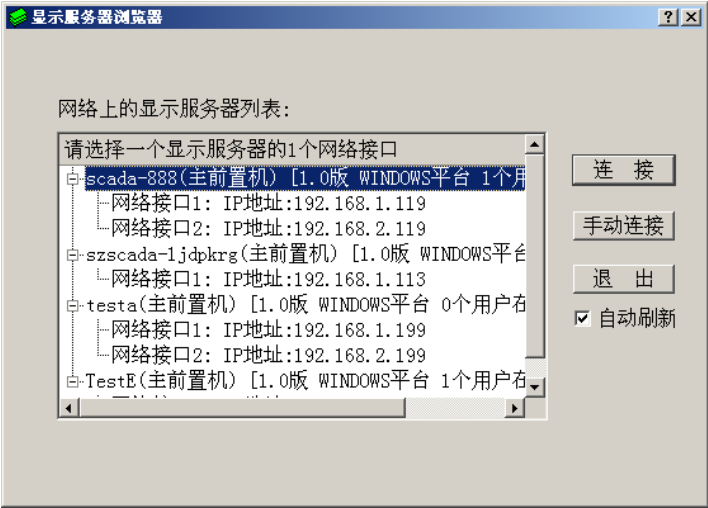 显示服务器浏览器
网络上的显示服务器列表:
请选择一个显示服务器的1个网络接口
scada-888(主前置机) [1.0版 WINDOWS平台 1个用
网络接口1: IP地址:192.168.1.119
网络接口2: IP地址:192.168.2.119
szscada-1jdpkrg(主前置机) [1.0版 WINDOWS平台
网络接口1: IP地址:192.168.1.113
testa(主前置机) [1.0版 WINDOWS平台 0个用户在
网络接口1: IP地址:192.168.1.199
网络接口2: IP地址:192.168.2.199
TestE(主前置机) [1.0版 WINDOWS平台 1个用户在
连 接
手动连接
退 出
自动刷新